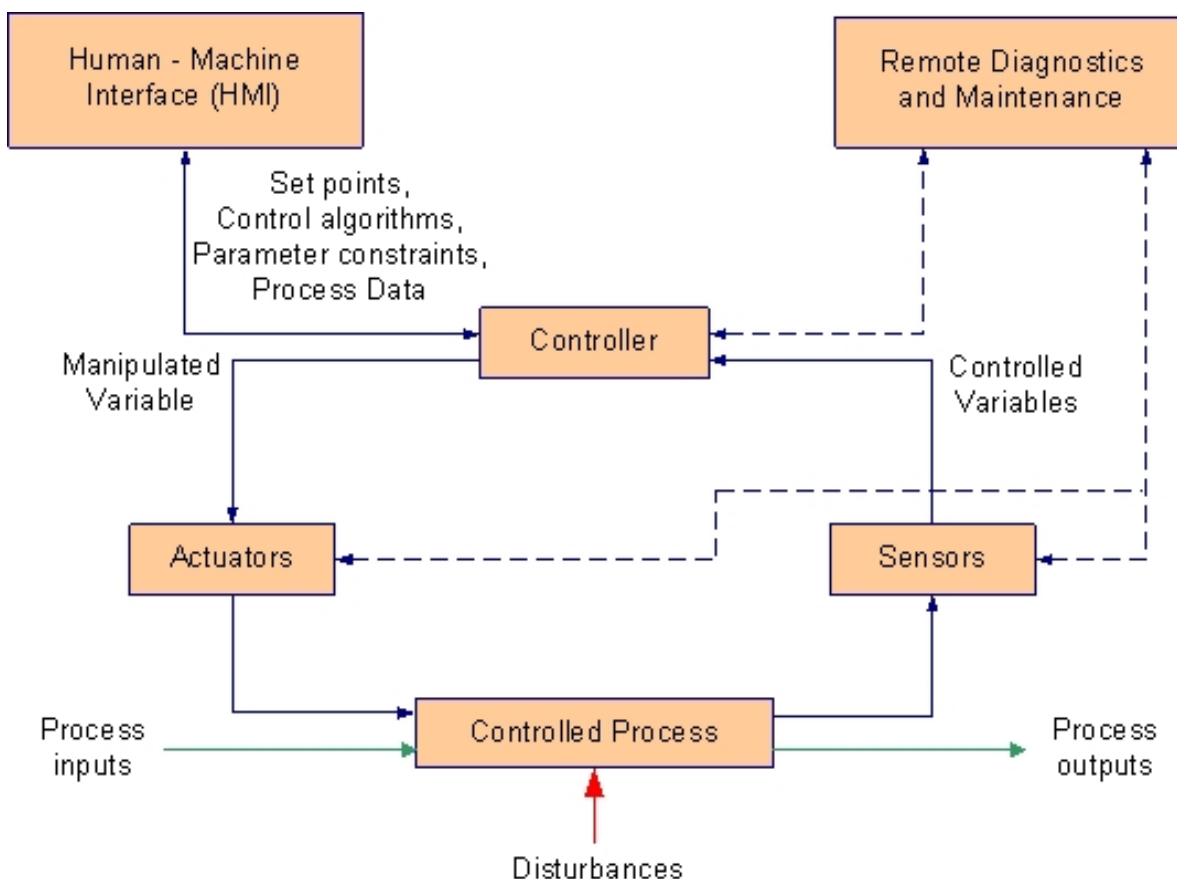 Human - Machine
Interface (HMI)
Remote Diagnostics
and Maintenance
Set points,
Control algorithms,
Parameter constraints,
Process Data
Controller
Manipulated
Variable
Controlled
Variables
Actuators
Sensors
Process
inputs
Controlled Process
Process
outputs
Disturbances